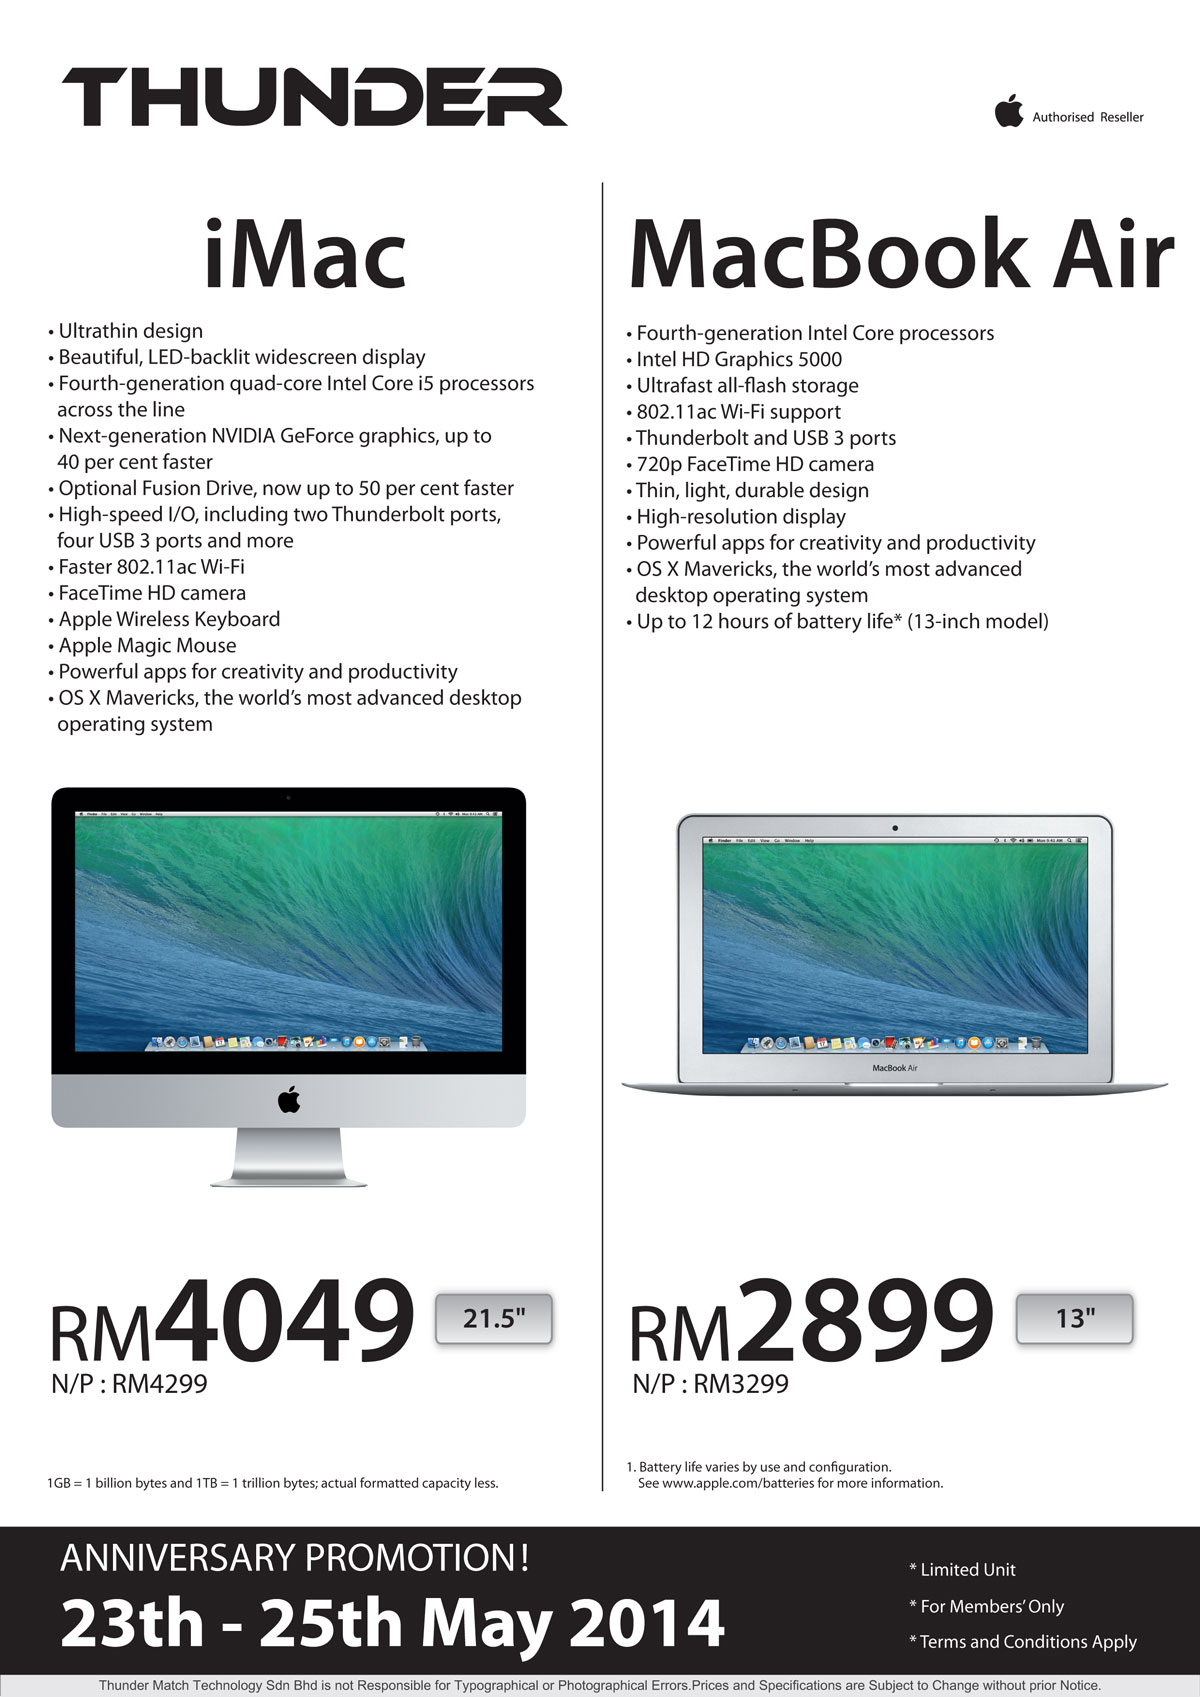 THUNDER
Authorised Reseller
iMac
• Ultrathin design
• Beautiful, LED-backlit widescreen display
• Fourth-generation quad-core Intel Core i5 processors
across the line
• Next-generation NVIDIA GeForce graphics, up to
40 per cent faster
• Optional Fusion Drive, now up to 50 per cent faster
• High-speed I/O, including two Thunderbolt ports,
four USB 3 ports and more
• Faster 802.11ac Wi-Fi
• FaceTime HD camera
• Apple Wireless Keyboard
• Apple Magic Mouse
• Powerful apps for creativity and productivity
• OS X Mavericks, the world’s most advanced desktop
operating system
RM4049
21.5"
N/P : RM4299
1GB = 1 billion bytes and 1TB = 1 trillion bytes; actual formatted capacity less.
MacBook Air
• Fourth-generation Intel Core processors
• Intel HD Graphics 5000
• Ultrafast all-flash storage
• 802.11ac Wi-Fi support
• Thunderbolt and USB 3 ports
• 720p FaceTime HD camera
• Thin, light, durable design
• High-resolution display
• Powerful apps for creativity and productivity
• OS X Mavericks, the world’s most advanced
desktop operating system
• Up to 12 hours of battery life* (13-inch model)
Finder File Edit View Go Window Help
MacBook Air
RM2899
13"
N/P : RM3299
1. Battery life varies by use and configuration.
See www.apple.com/batteries for more information.
ANNIVERSARY PROMOTION!
23th - 25th May 2014
* Limited Unit
* For Members’ Only
* Terms and Conditions Apply
Thunder Match Technology Sdn Bhd is not Responsible for Typographical or Photographical Errors.Prices and Specifications are Subject to Change without prior Notice.